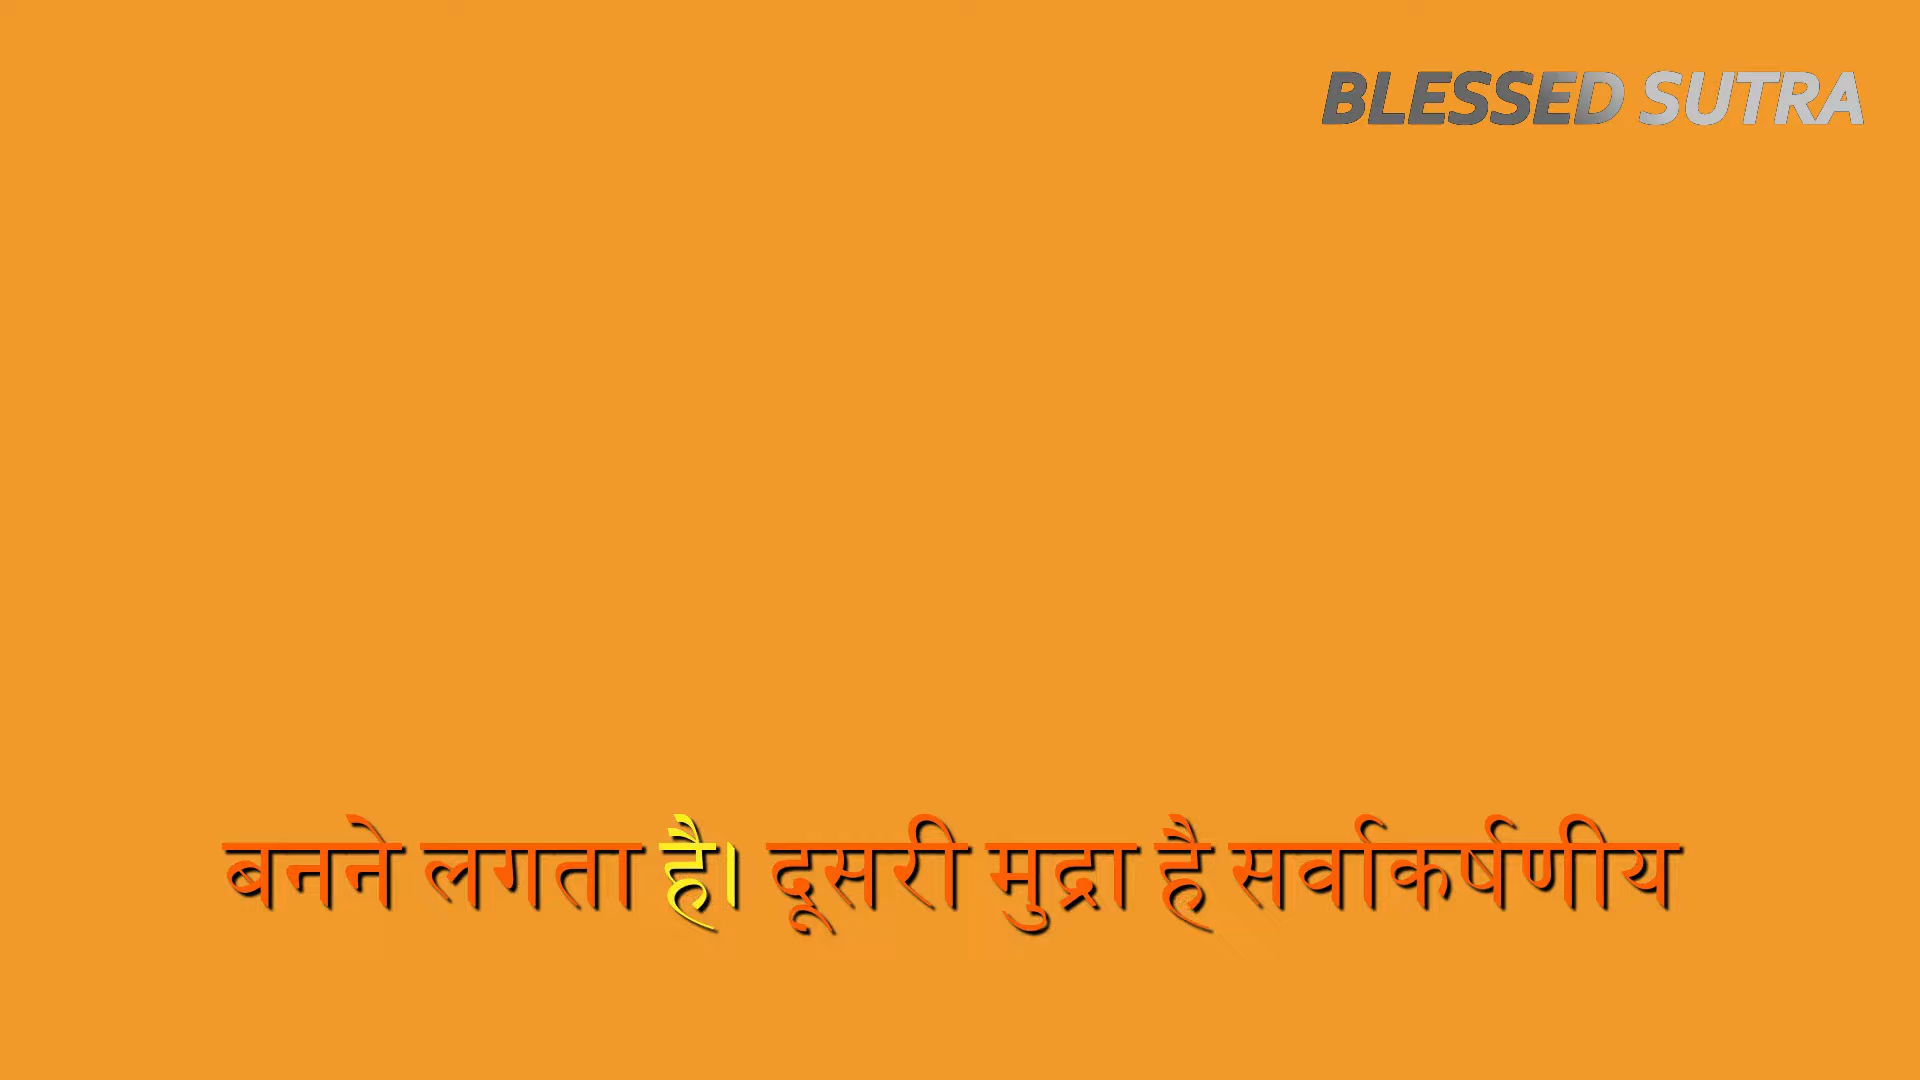 BLESSED SUTRA
बनने लगता है। दूसरी मुद्रा है सर्वाकर्षणीय